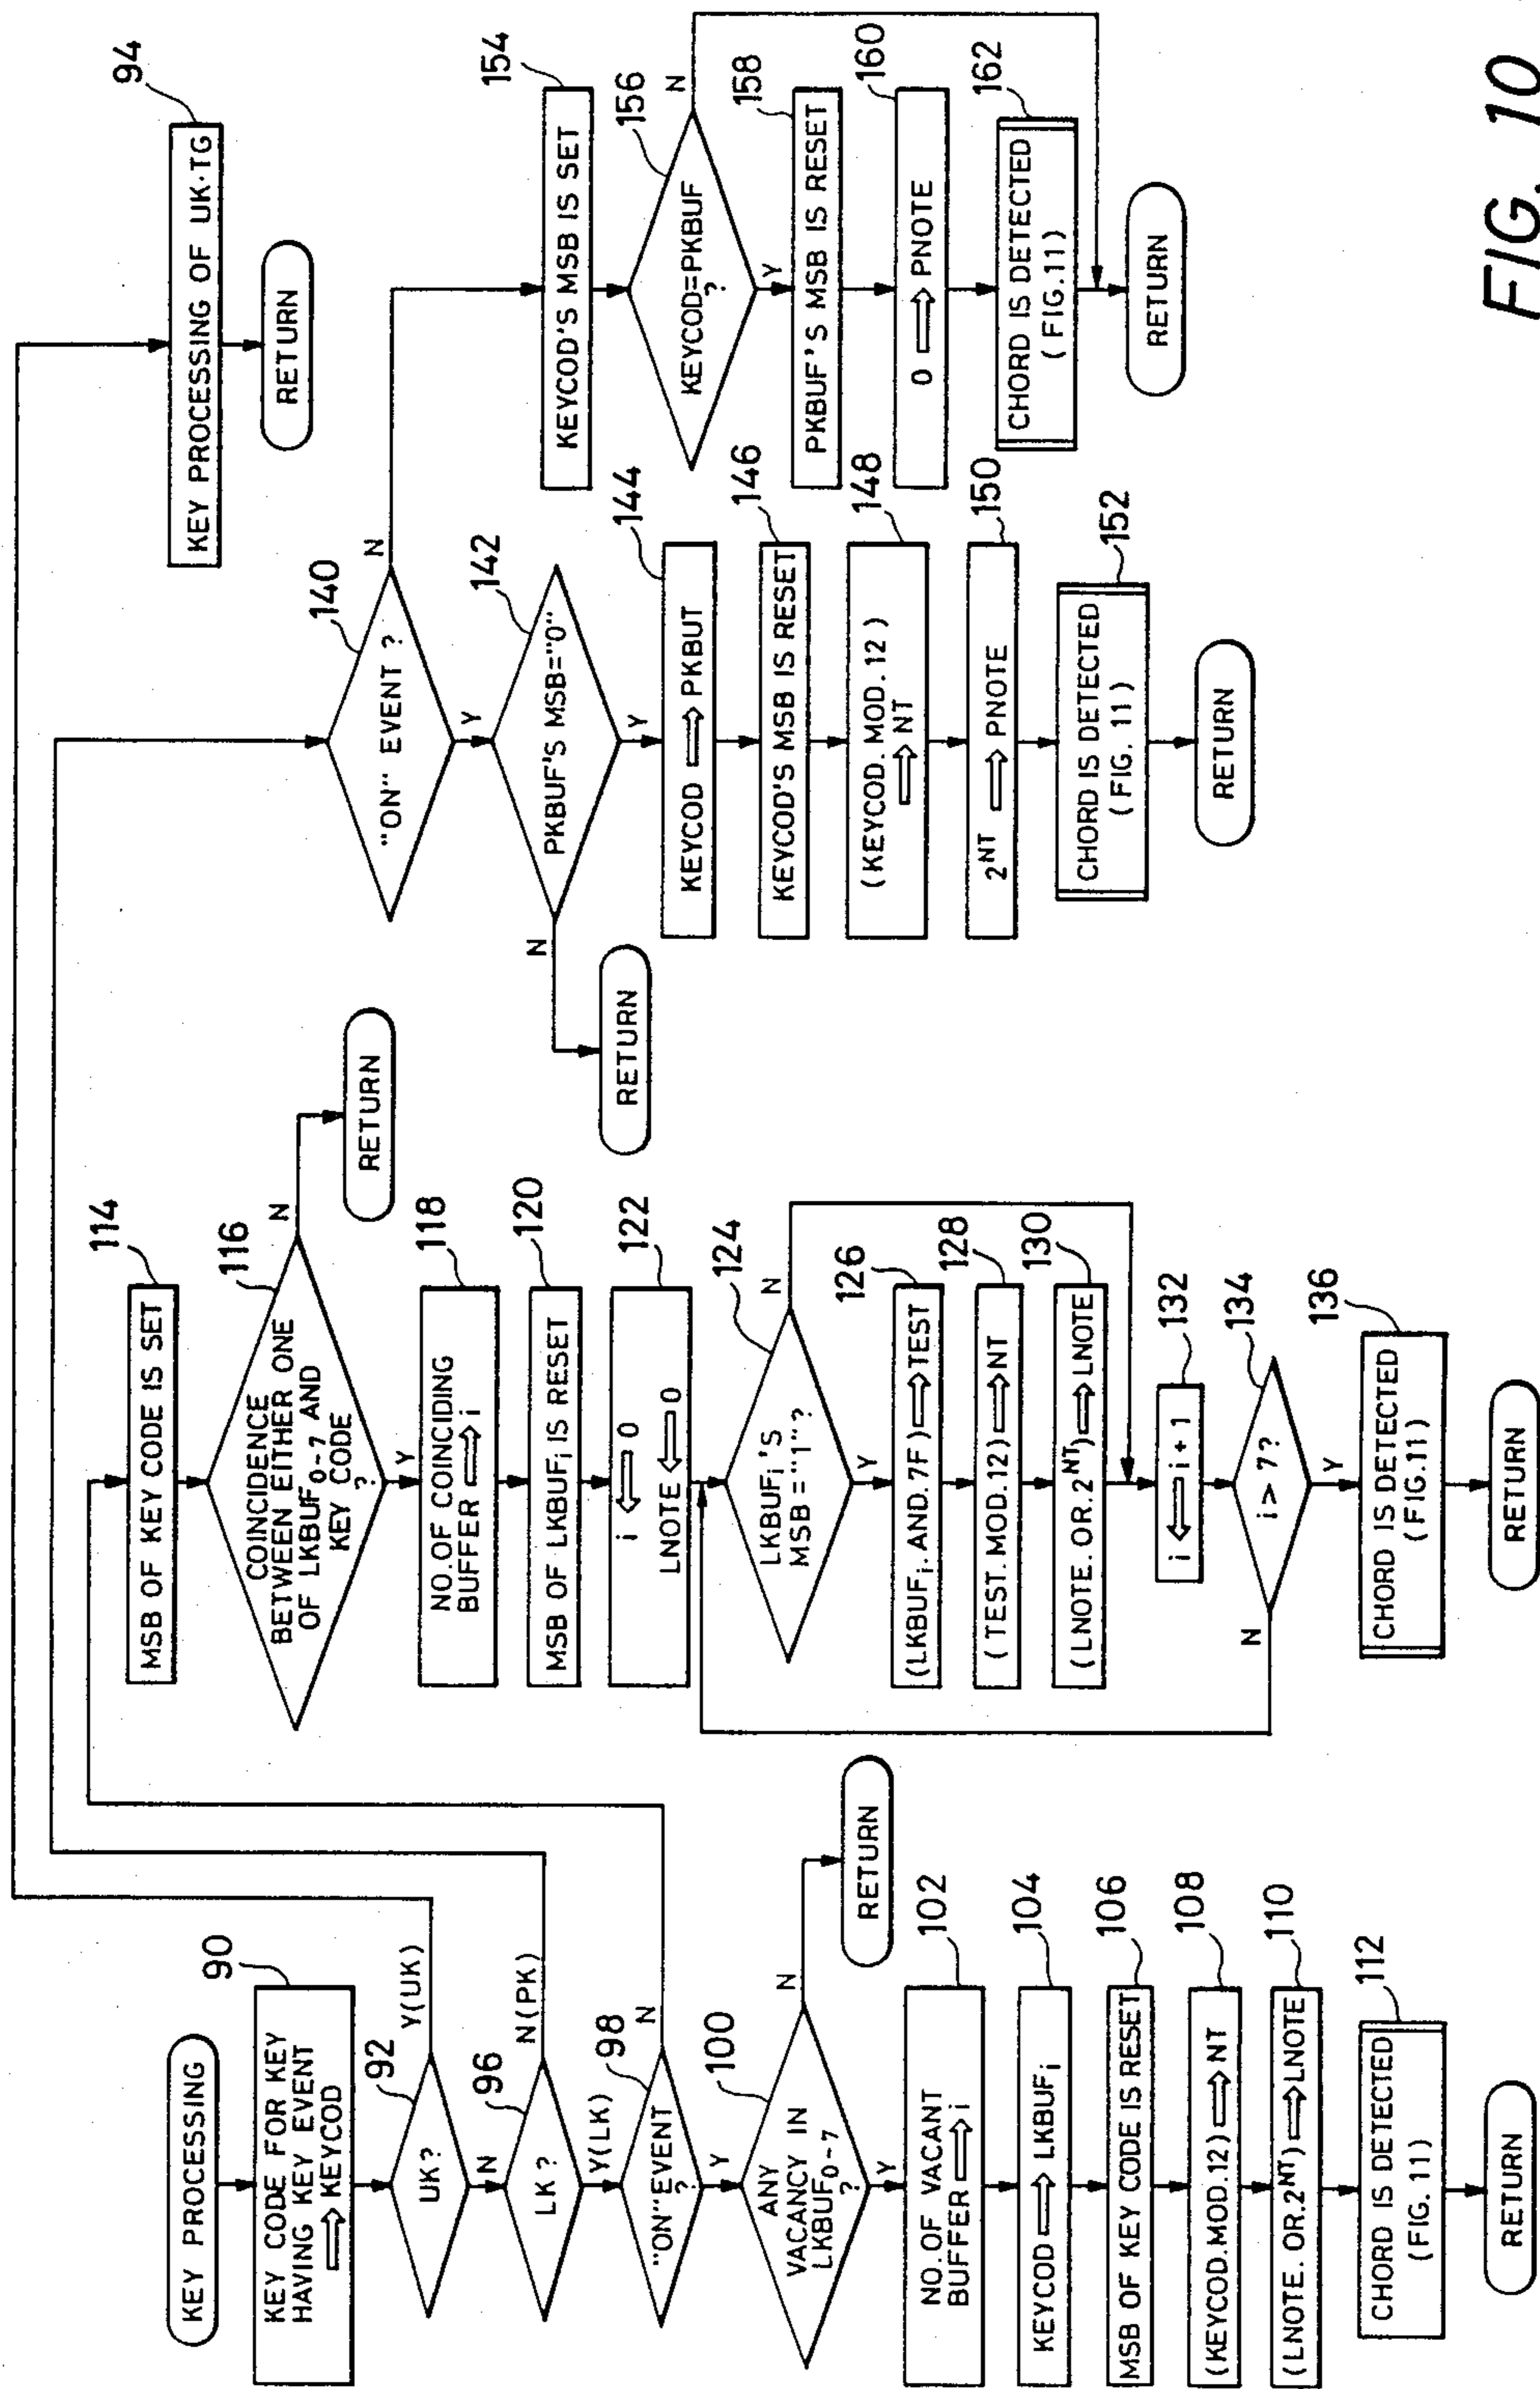 KEY PROCESSING
90
KEY CODE FOR KEY
HAVING KEY EVENT
⇒ KEYCOD
92
UK?
Y(UK)
N
96
LK?
N(PK)
Y(LK)
98
"ON" EVENT
?
N
Y
100
ANY
VACANCY IN
LKBUF0~7
?
N
RETURN
Y
102
NO. OF VACANT
BUFFER ⇒ i
104
KEYCOD ⇒ LKBUFi
106
MSB OF KEY CODE IS RESET
108
(KEYCOD.MOD.12) ⇒ NT
110
(LNOTE. OR.2^NT) ⇒ LNOTE
112
CHORD IS DETECTED
(FIG. 11)
RETURN
114
MSB OF KEY CODE IS SET
116
COINCIDENCE
BETWEEN EITHER ONE
OF LKBUF0-7 AND
KEY CODE
?
N
RETURN
Y
118
NO. OF COINCIDING
BUFFER ⇒ i
120
MSB OF LKBUFi IS RESET
122
i ⇐ 0
LNOTE ⇐ 0
124
LKBUFi'S
MSB = "1"?
N
Y
126
(LKBUFi. AND. 7F) ⇒ TEST
128
(TEST. MOD. 12) ⇒ NT
130
(LNOTE. OR. 2^NT) ⇒ LNOTE
132
i ⇐ i + 1
134
i > 7?
N
Y
136
CHORD IS DETECTED
(FIG.11)
RETURN
140
"ON" EVENT ?
N
Y
142
PKBUF'S MSB="0"
N
RETURN
Y
144
KEYCOD ⇒ PKBUT
146
KEYCOD'S MSB IS RESET
148
(KEYCOD. MOD. 12)
⇒ NT
150
2^NT ⇒ PNOTE
152
CHORD IS DETECTED
(FIG. 11)
RETURN
94
KEY PROCESSING OF UK·TG
RETURN
154
KEYCOD'S MSB IS SET
156
KEYCOD=PKBUF
?
N
Y
158
PKBUF'S MSB IS RESET
160
0 ⇒ PNOTE
162
CHORD IS DETECTED
(FIG.11)
RETURN
FIG. 10